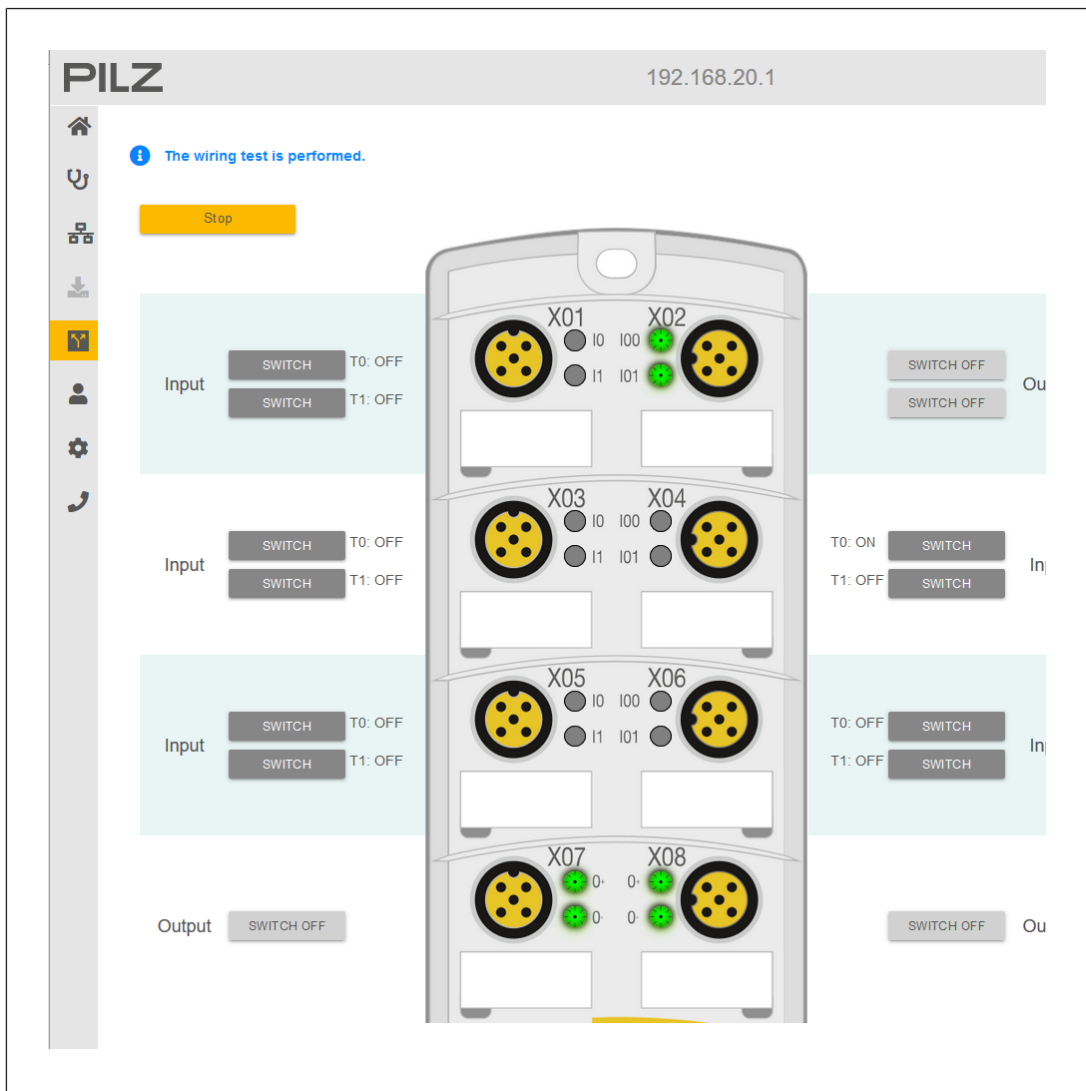 PILZ
192.168.20.1
The wiring test is performed.
Stop
X01 X02
I0 I00
I1 I01
Input
SWITCH T0: OFF
SWITCH T1: OFF
SWITCH OFF
SWITCH OFF
Ou
X03 X04
I0 I00
I1 I01
Input
SWITCH T0: OFF
SWITCH T1: OFF
T0: ON SWITCH
T1: OFF SWITCH
In
X05 X06
I0 I00
I1 I01
Input
SWITCH T0: OFF
SWITCH T1: OFF
T0: OFF SWITCH
T1: OFF SWITCH
In
X07 X08
0+ 0+
0- 0-
Output
SWITCH OFF
SWITCH OFF
Ou